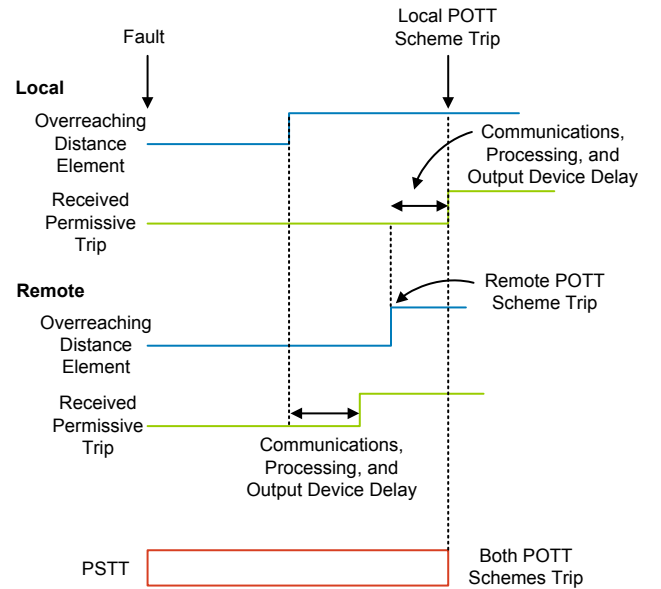 Fault
Local POTT
Scheme Trip
Local
Overreaching
Distance
Element
Communications,
Processing, and
Output Device Delay
Received
Permissive
Trip
Remote
Remote POTT
Scheme Trip
Overreaching
Distance
Element
Received
Permissive
Trip
Communications,
Processing, and
Output Device Delay
PSTT
Both POTT
Schemes Trip